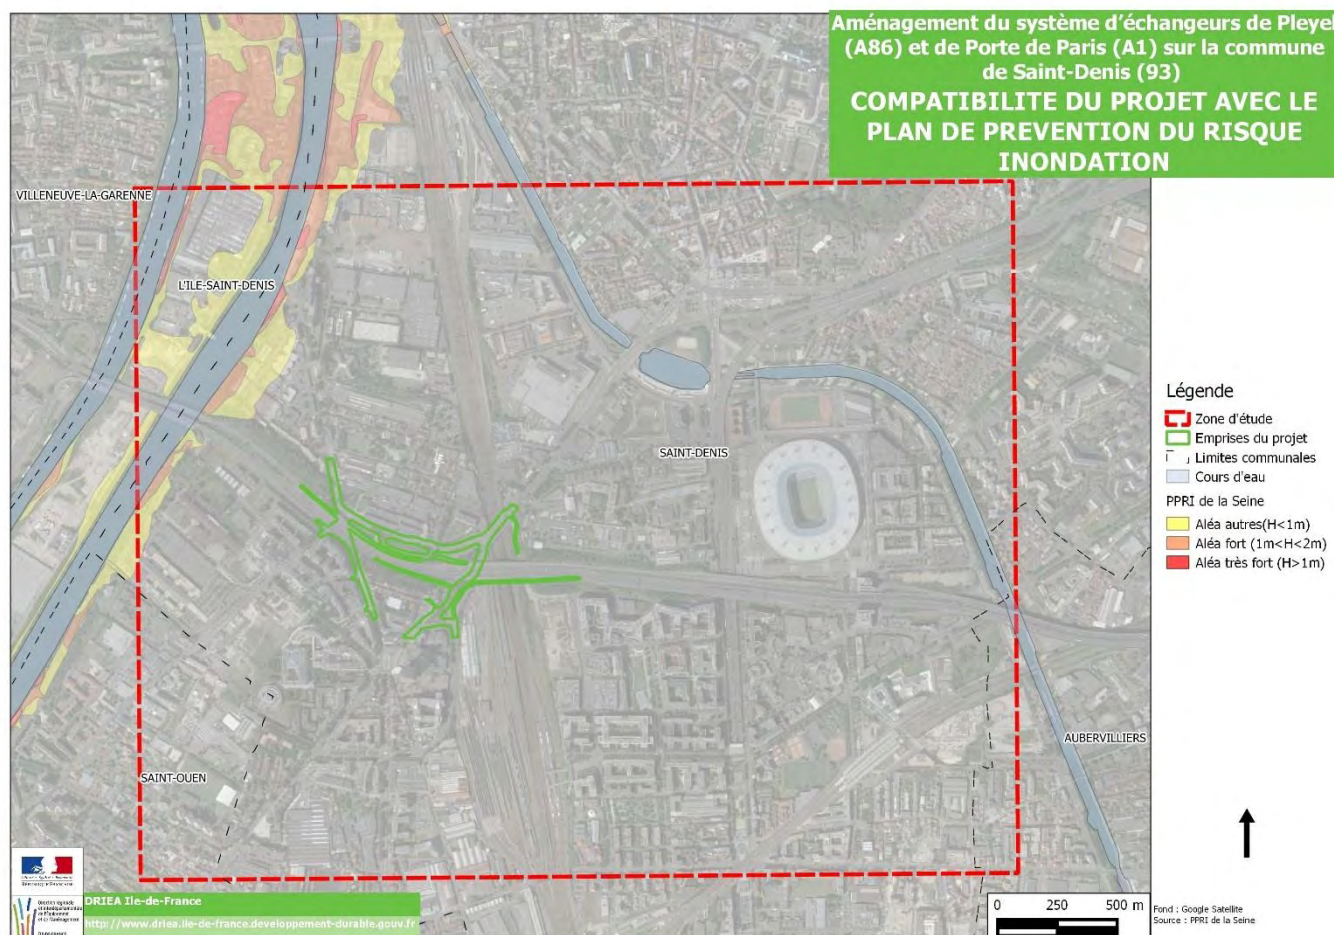 Aménagement du système d'échangeurs de Pleyel
(A86) et de Porte de Paris (A1) sur la commune
de Saint-Denis (93)
COMPATIBILITE DU PROJET AVEC LE
PLAN DE PREVENTION DU RISQUE
INONDATION
VILLENEUVE-LA-GARENNE
L'ILE-SAINT-DENIS
SAINT-DENIS
SAINT-OUEN
AUBERVILLIERS
Légende
Zone d'étude
Emprises du projet
Limites communales
Cours d'eau
PPRI de la Seine
Aléa autres(H<1m)
Aléa fort (1m<H<2m)
Aléa très fort (H>1m)
DRIEA Ile-de-France
http://www.driea.ile-de-france.developpement-durable.gouv.fr
0 250 500 m
Fond : Google Satellite
Source : PPRI de la Seine